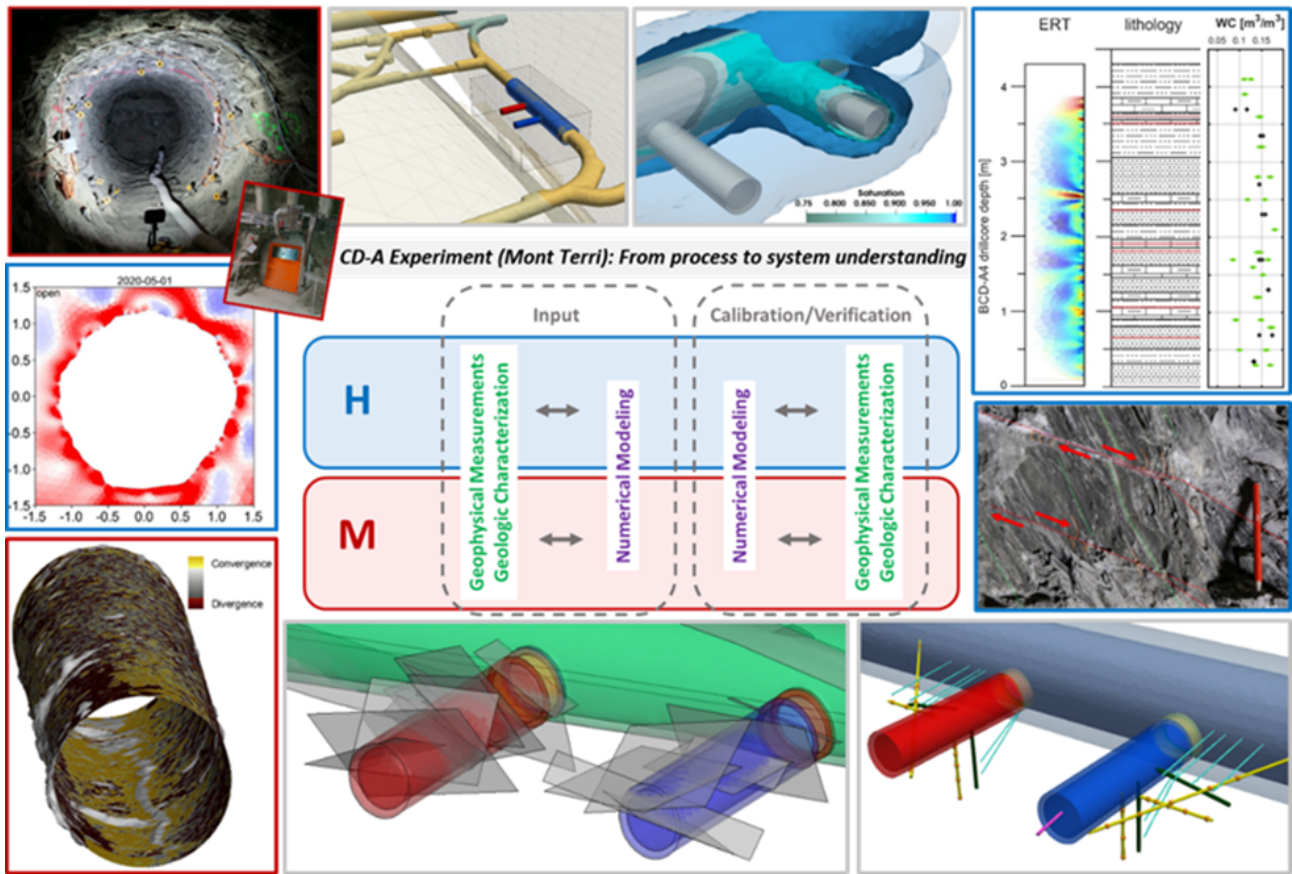 Saturation
0.75 0.800 0.850 0.900 0.950 1.00
ERT
lithology
WC [m³/m³]
0.05 0.1 0.15
4
3
2
1
0
BCD-A4 drillcore depth [m]
CD-A Experiment (Mont Terri): From process to system understanding
2020-05-01
open
1.5
1.0
0.5
0.0
-0.5
-1.0
-1.5
-1.5 -1.0 -0.5 0.0 0.5 1.0 1.5
Input
Calibration/Verification
H
M
Geophysical Measurements
Geologic Characterization
Numerical Modeling
Numerical Modeling
Geophysical Measurements
Geologic Characterization
Convergence
Divergence